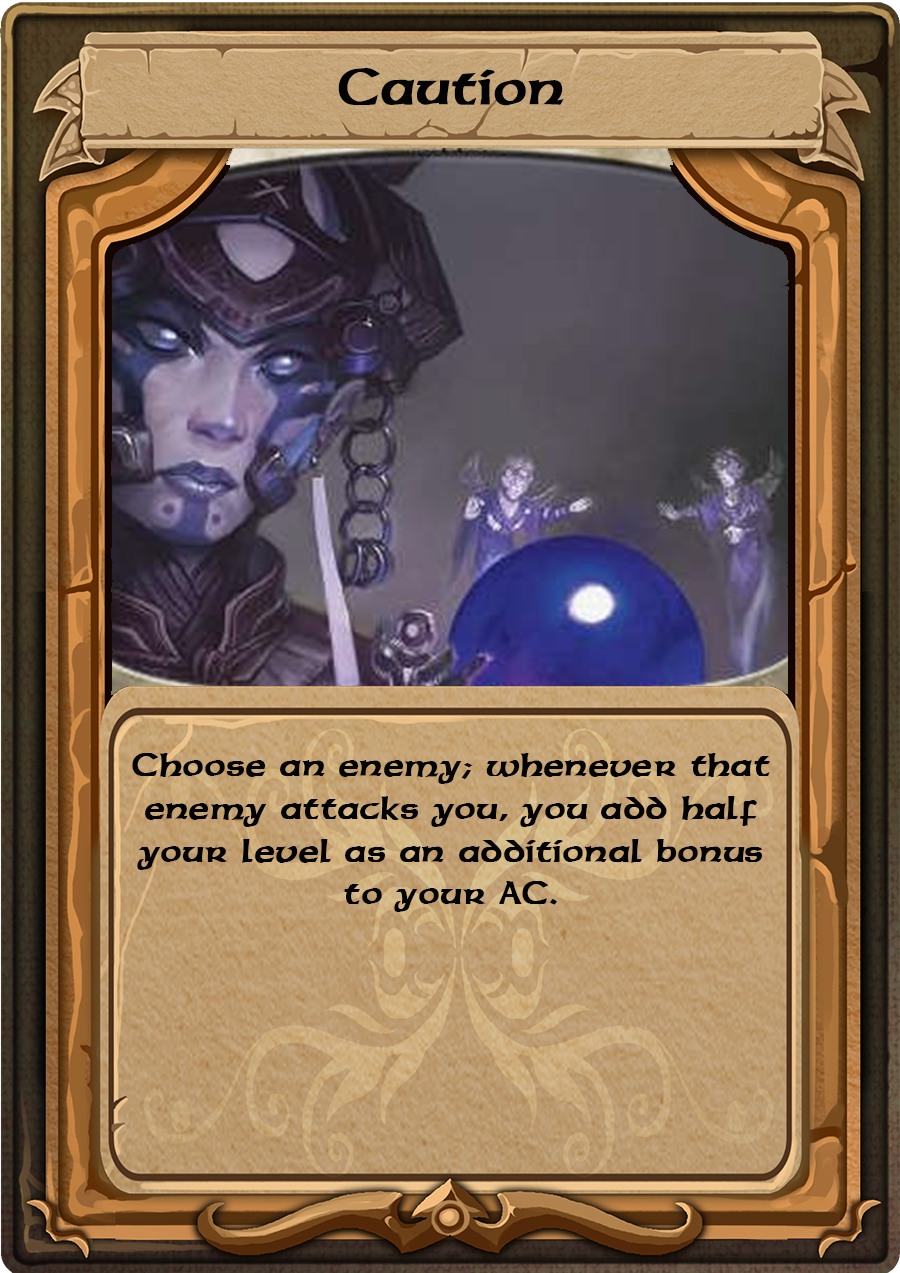 Caution
Choose an enemy; whenever that
enemy attacks you, you add half
your level as an additional bonus
to your AC.